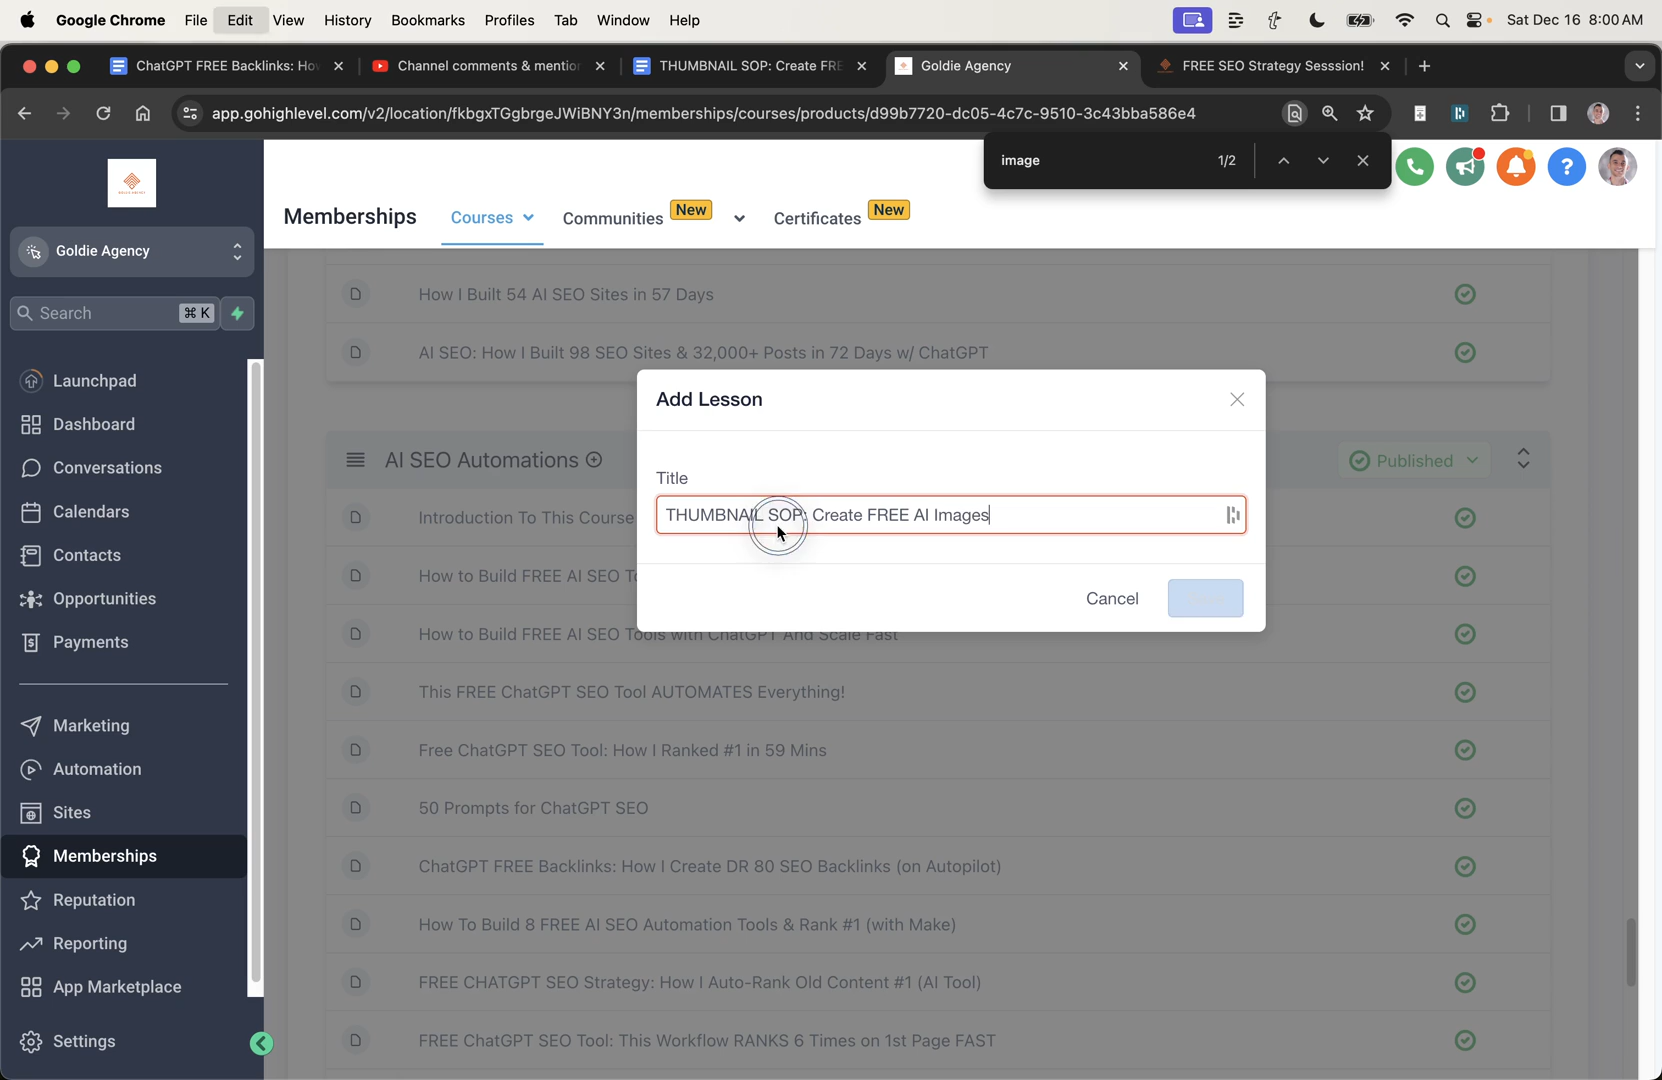 Google Chrome File Edit View History Bookmarks Profiles Tab Window Help Sat Dec 16 8:00 AM
ChatGPT FREE Backlinks: Ho Channel comments & mentio THUMBNAIL SOP: Create FRE Goldie Agency FREE SEO Strategy Sesssion!
app.gohighlevel.com/v2/location/fkbgxTGgbrgeJWiBNY3n/memberships/courses/products/d99b7720-dc05-4c7c-9510-3c43bba586e4
image 1/2
Memberships Courses Communities New Certificates New
Goldie Agency
Search ⌘ K
Launchpad
Dashboard
Conversations
Calendars
Contacts
Opportunities
Payments
Marketing
Automation
Sites
Memberships
Reputation
Reporting
App Marketplace
Settings
How I Built 54 AI SEO Sites in 57 Days
AI SEO: How I Built 98 SEO Sites & 32,000+ Posts in 72 Days w/ ChatGPT
AI SEO Automations Published
Introduction To This Course
How to Build FREE AI SEO To
How to Build FREE AI SEO Tools with ChatGPT And Scale Fast
This FREE ChatGPT SEO Tool AUTOMATES Everything!
Free ChatGPT SEO Tool: How I Ranked #1 in 59 Mins
50 Prompts for ChatGPT SEO
ChatGPT FREE Backlinks: How I Create DR 80 SEO Backlinks (on Autopilot)
How To Build 8 FREE AI SEO Automation Tools & Rank #1 (with Make)
FREE CHATGPT SEO Strategy: How I Auto-Rank Old Content #1 (AI Tool)
FREE ChatGPT SEO Tool: This Workflow RANKS 6 Times on 1st Page FAST
Add Lesson
Title
THUMBNAIL SOP: Create FREE AI Images
Cancel